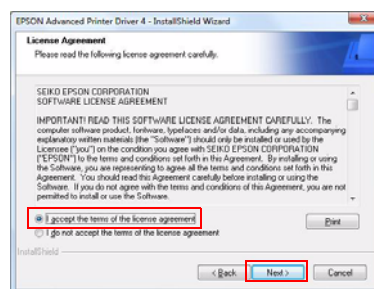 EPSON Advanced Printer Driver 4 - InstallShield Wizard
License Agreement
Please read the following license agreement carefully.
SEIKO EPSON CORPORATION
SOFTWARE LICENSE AGREEMENT
IMPORTANT! READ THIS SOFTWARE LICENSE AGREEMENT CAREFULLY. The
computer software product, fontware, typefaces and/or data, including any accompanying
explanatory written materials (the "Software") should only be installed or used by the
Licensee ("you") on the condition you agree with SEIKO EPSON CORPORATION
("EPSON") to the terms and conditions set forth in this Agreement. By installing or using
the Software, you are representing to agree all the terms and conditions set forth in this
Agreement. You should read this Agreement carefully before installing or using the
Software. If you do not agree with the terms and conditions of this Agreement, you are not
permitted to install or use the Software.
I accept the terms of the license agreement
Print
I do not accept the terms of the license agreement
InstallShield
< Back
Next >
Cancel